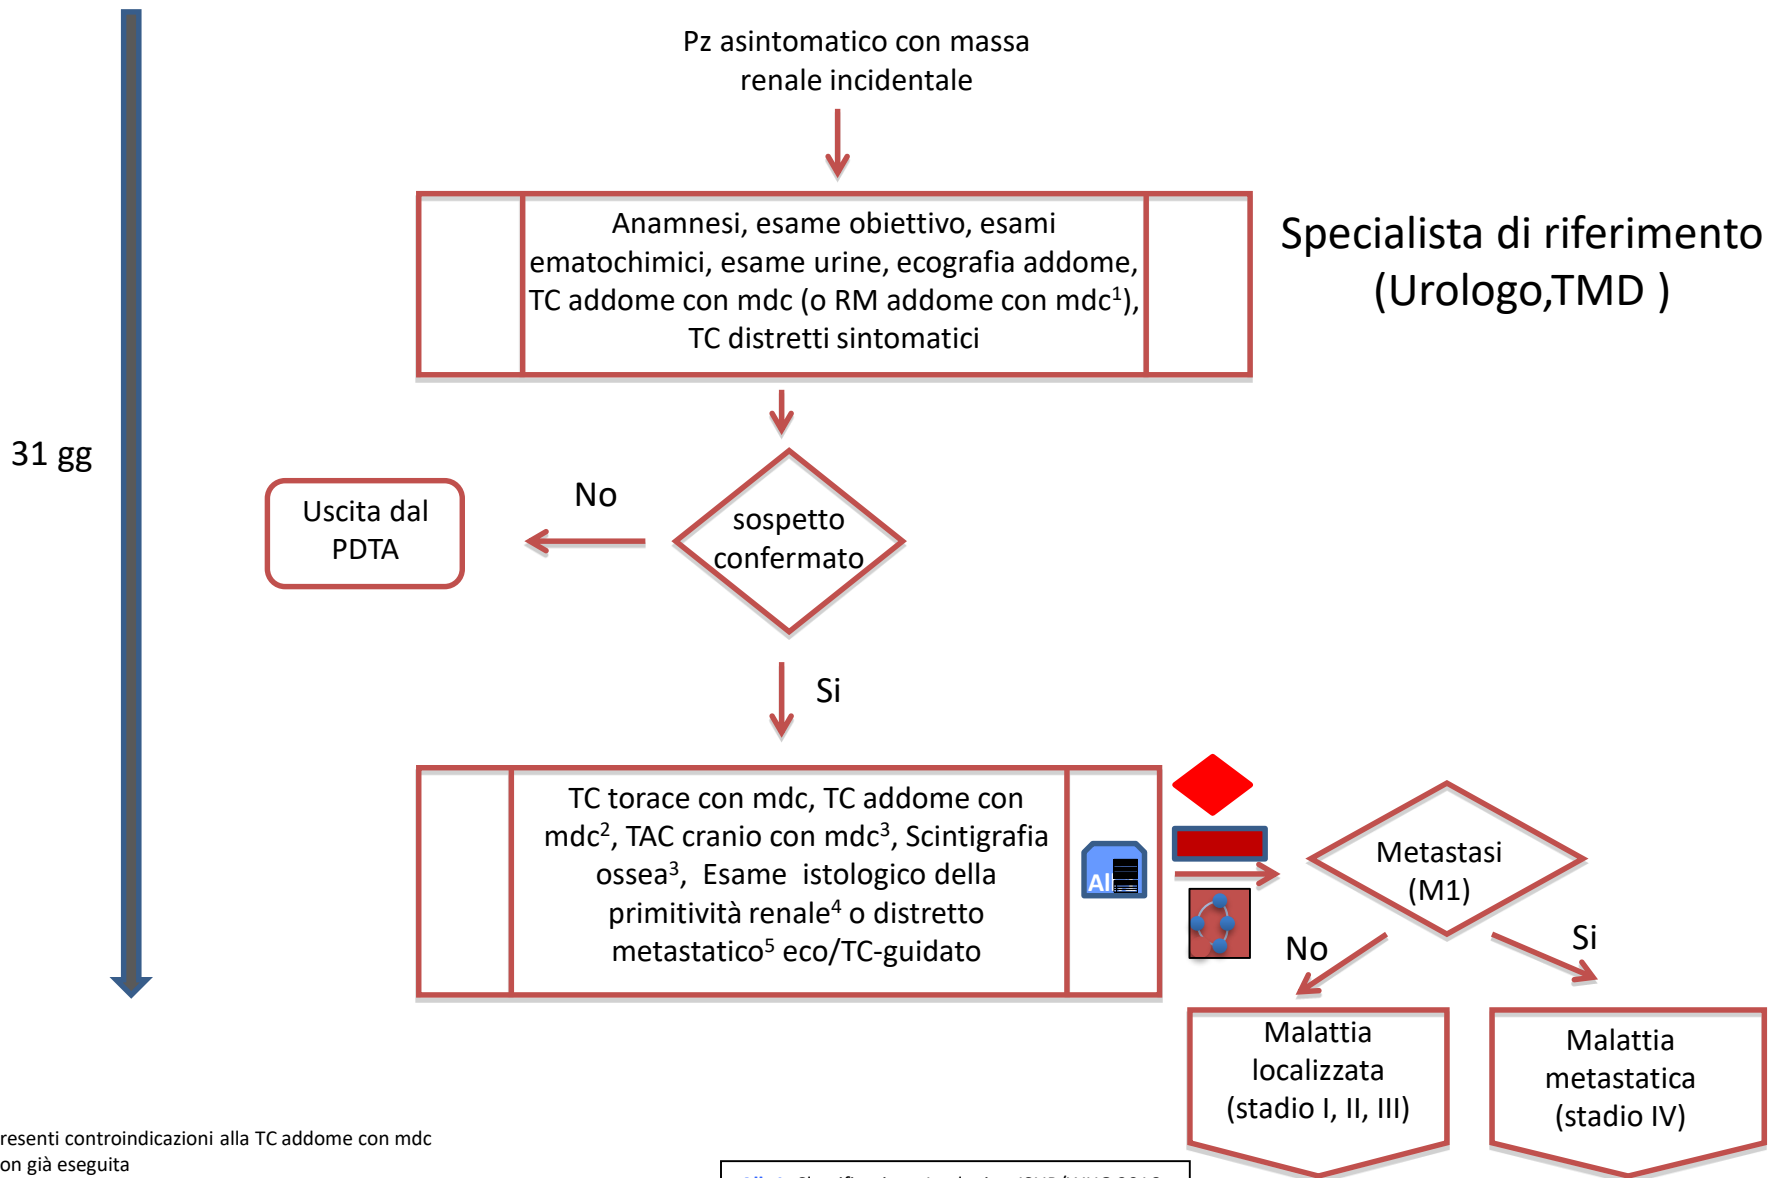 Pz asintomatico con massa
renale incidentale
Anamnesi, esame obiettivo, esami
ematochimici, esame urine, ecografia addome,
TC addome con mdc (o RM addome con mdc1),
TC distretti sintomatici
Specialista di riferimento
(Urologo,TMD )
31 gg
Uscita dal
PDTA
No
sospetto
confermato
Si
TC torace con mdc, TC addome con
mdc2, TAC cranio con mdc3, Scintigrafia
ossea3, Esame istologico della
primitività renale4 o distretto
metastatico5 eco/TC-guidato
Metastasi
(M1)
No
Si
Malattia
localizzata
(stadio I, II, III)
Malattia
metastatica
(stadio IV)
resenti controindicazioni alla TC addome con mdc
on già eseguita